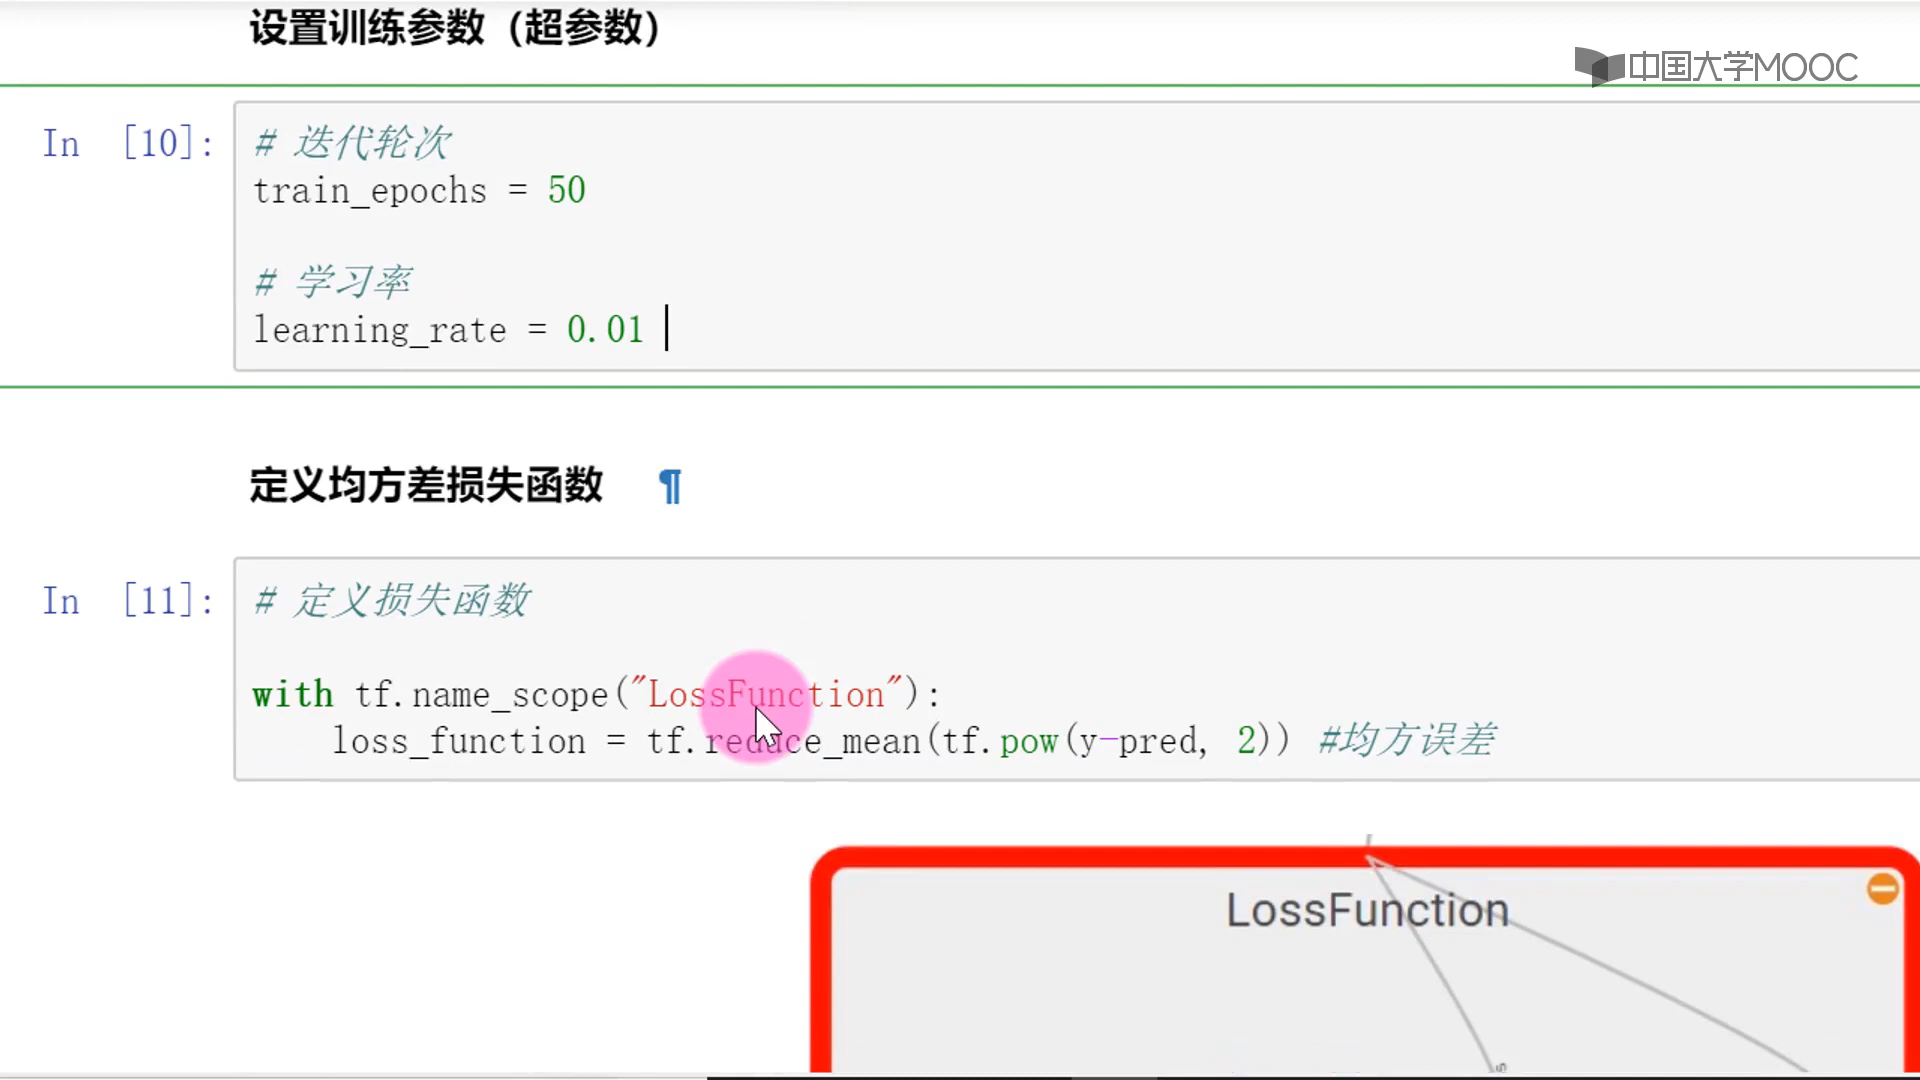 设置训练参数（超参数）
中国大学MOOC
In [10]:
# 迭代轮次
train_epochs = 50
# 学习率
learning_rate = 0.01
定义均方差损失函数 ¶
In [11]:
# 定义损失函数
with tf.name_scope("LossFunction"):
loss_function = tf.reduce_mean(tf.pow(y-pred, 2)) #均方误差
LossFunction